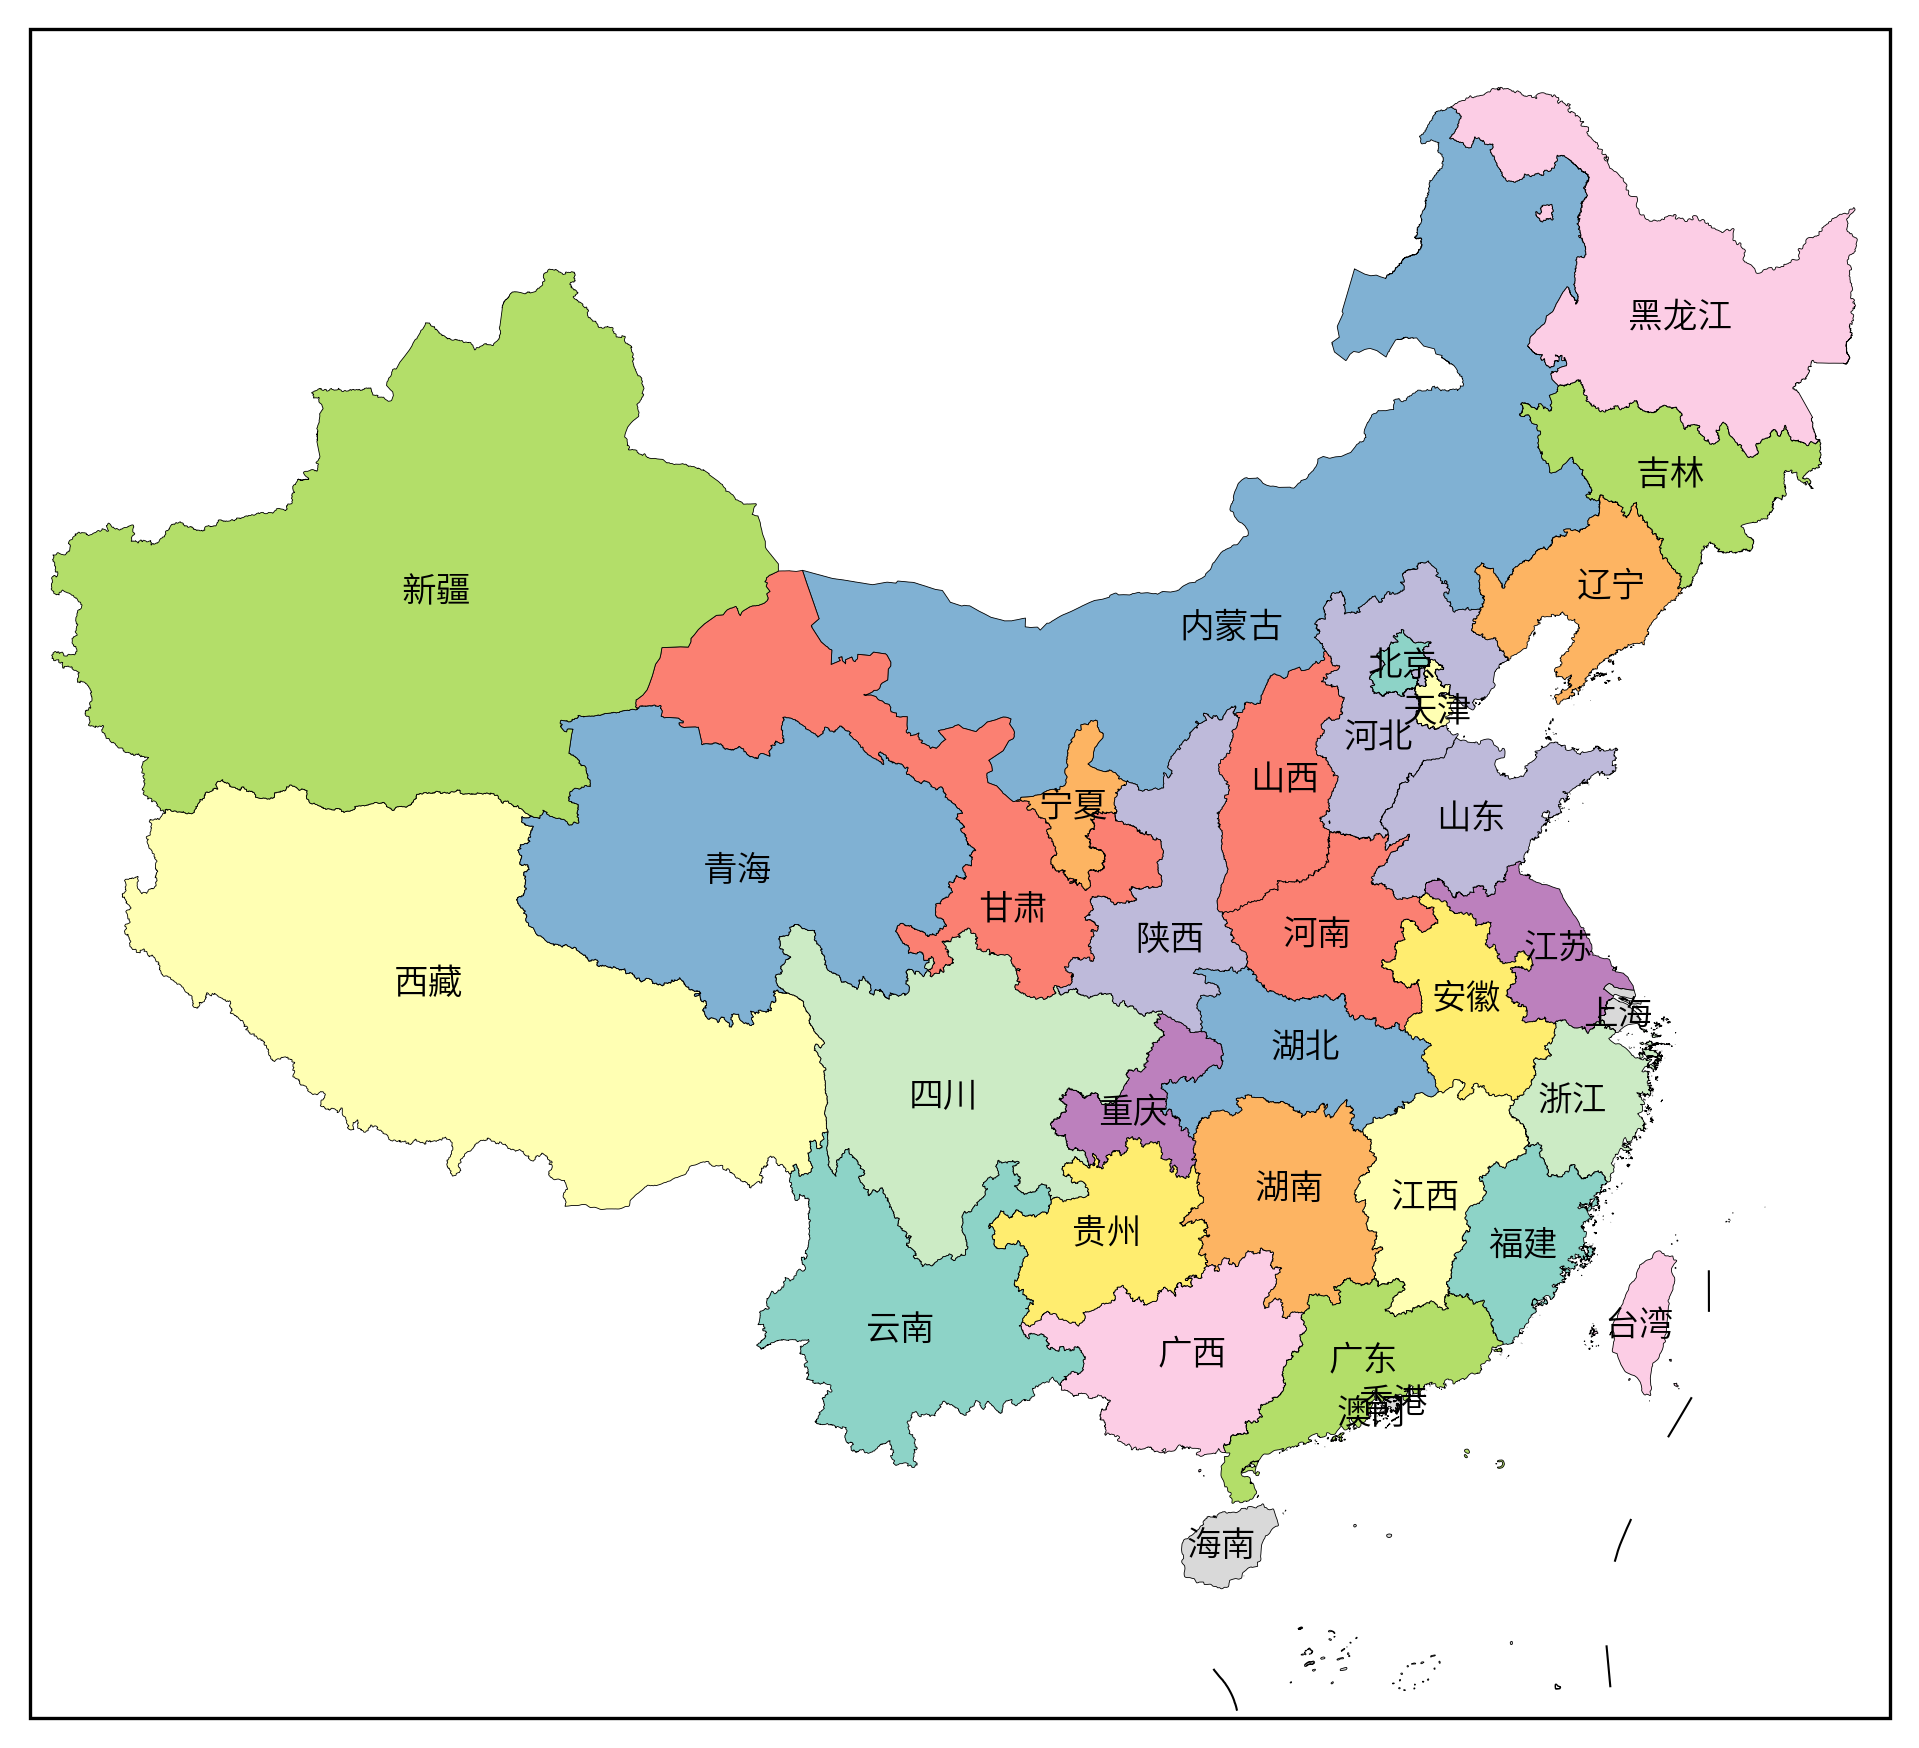 黑龙江
吉林
辽宁
新疆
内蒙古
北京
天津
河北
山西
宁夏
山东
青海
甘肃
陕西
河南
江苏
西藏
安徽
上海
湖北
四川
重庆
浙江
湖南
江西
贵州
福建
云南
台湾
广西
广东
香港
澳门
海南